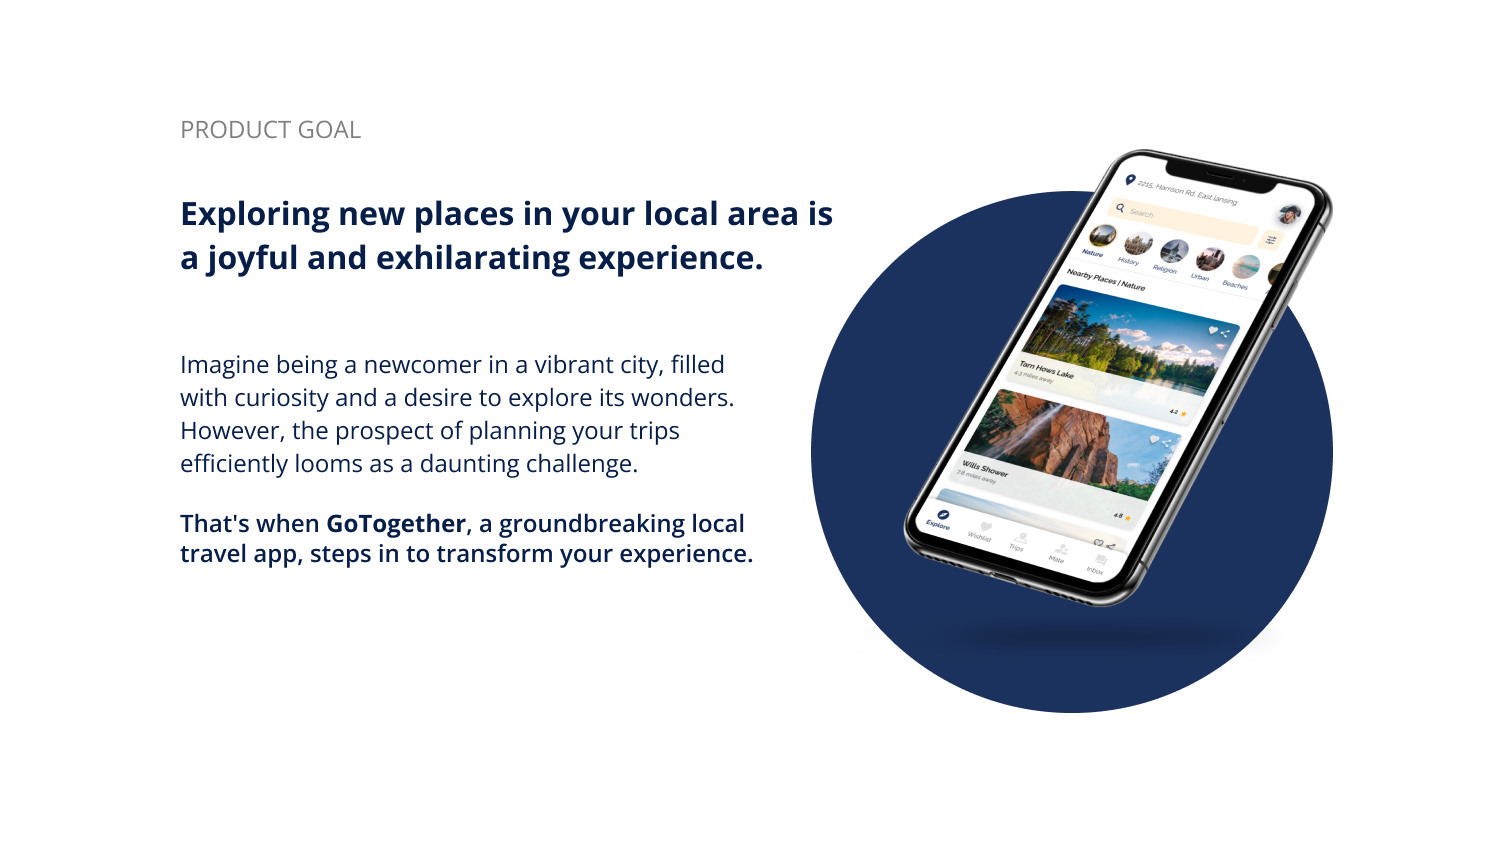 PRODUCT GOAL
Exploring new places in your local area is
a joyful and exhilarating experience.
Imagine being a newcomer in a vibrant city, filled
with curiosity and a desire to explore its wonders.
However, the prospect of planning your trips
efficiently looms as a daunting challenge.
That's when GoTogether, a groundbreaking local
travel app, steps in to transform your experience.
2215, Harrison Rd, East lansing
Search
Nature History Religion Urban Beaches
Nearby Places / Nature
Tarn Hows Lake
4.3 miles away
4.2
Wills Shower
7.8 miles away
4.8
Explore Wishlist Trips Mate Inbox